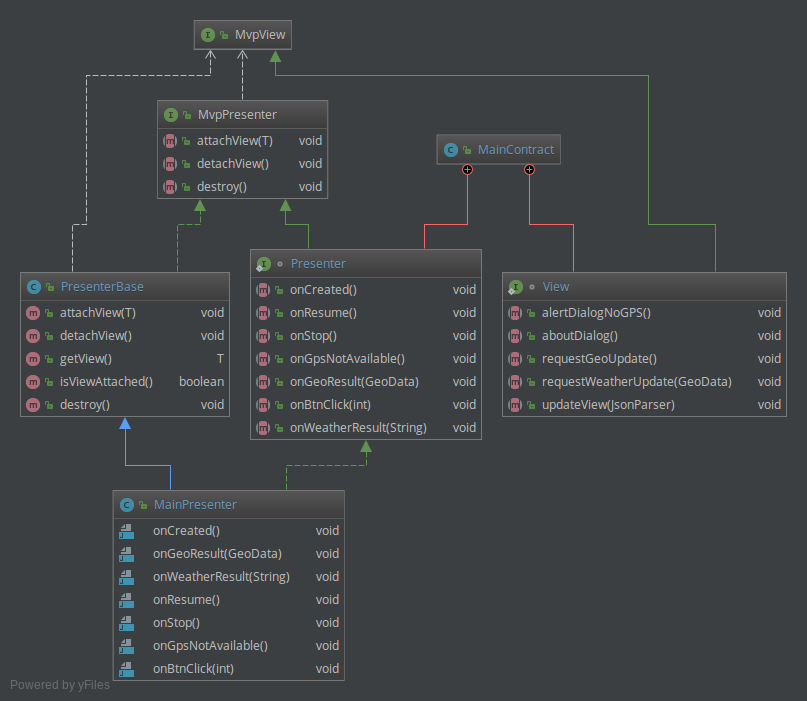 MvpView
MvpPresenter
attachView(T) void
detachView() void
destroy() void
MainContract
Presenter
onCreated() void
onResume() void
onStop() void
onGpsNotAvailable() void
onGeoResult(GeoData) void
onBtnClick(int) void
onWeatherResult(String) void
PresenterBase
attachView(T) void
detachView() void
getView() T
isViewAttached() boolean
destroy() void
View
alertDialogNoGPS() void
aboutDialog() void
requestGeoUpdate() void
requestWeatherUpdate(GeoData) void
updateView(JsonParser) void
MainPresenter
onCreated() void
onGeoResult(GeoData) void
onWeatherResult(String) void
onResume() void
onStop() void
onGpsNotAvailable() void
onBtnClick(int) void
Powered by yFiles